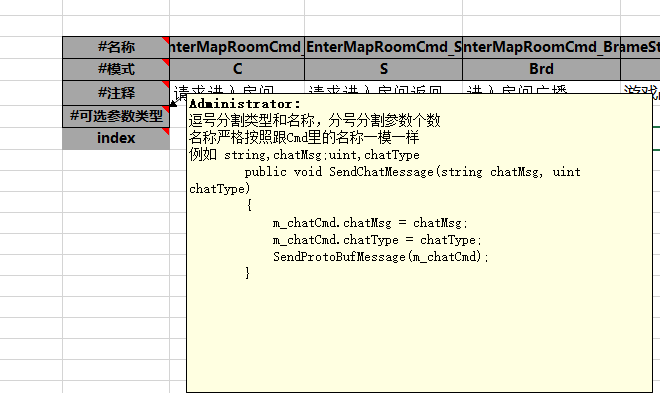 #名称 nterMapRoomCmd_ EnterMapRoomCmd_S nterMapRoomCmd_Br ameSt
#模式 C S Brd
#注释 请求进入房间 请求进入房间返回 进入房间广播 游戏
#可选参数类型
index
Administrator:
逗号分割类型和名称，分号分割参数个数
名称严格按照跟Cmd里的名称一模一样
例如 string,chatMsg;uint,chatType
public void SendChatMessage(string chatMsg, uint
chatType)
{
m_chatCmd.chatMsg = chatMsg;
m_chatCmd.chatType = chatType;
SendProtoBufMessage(m_chatCmd);
}